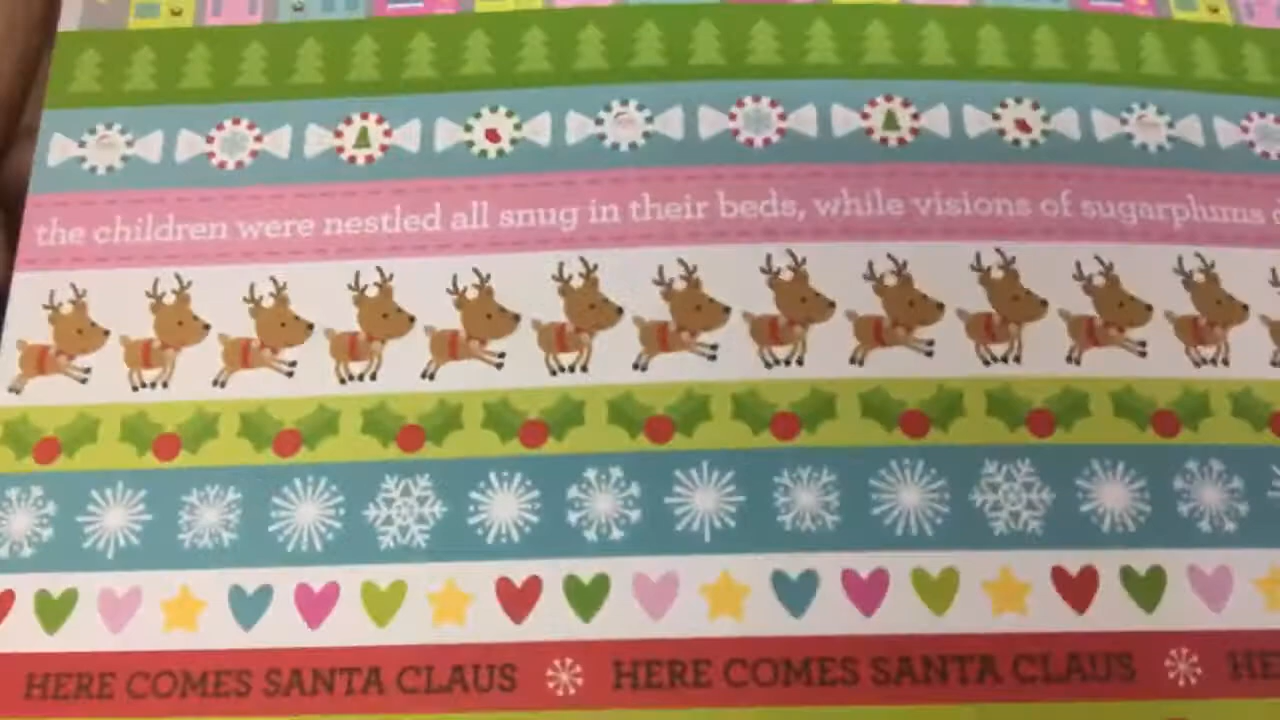 the children were nestled all snug in their beds, while visions of sugarplums
HERE COMES SANTA CLAUS HERE COMES SANTA CLAUS HE